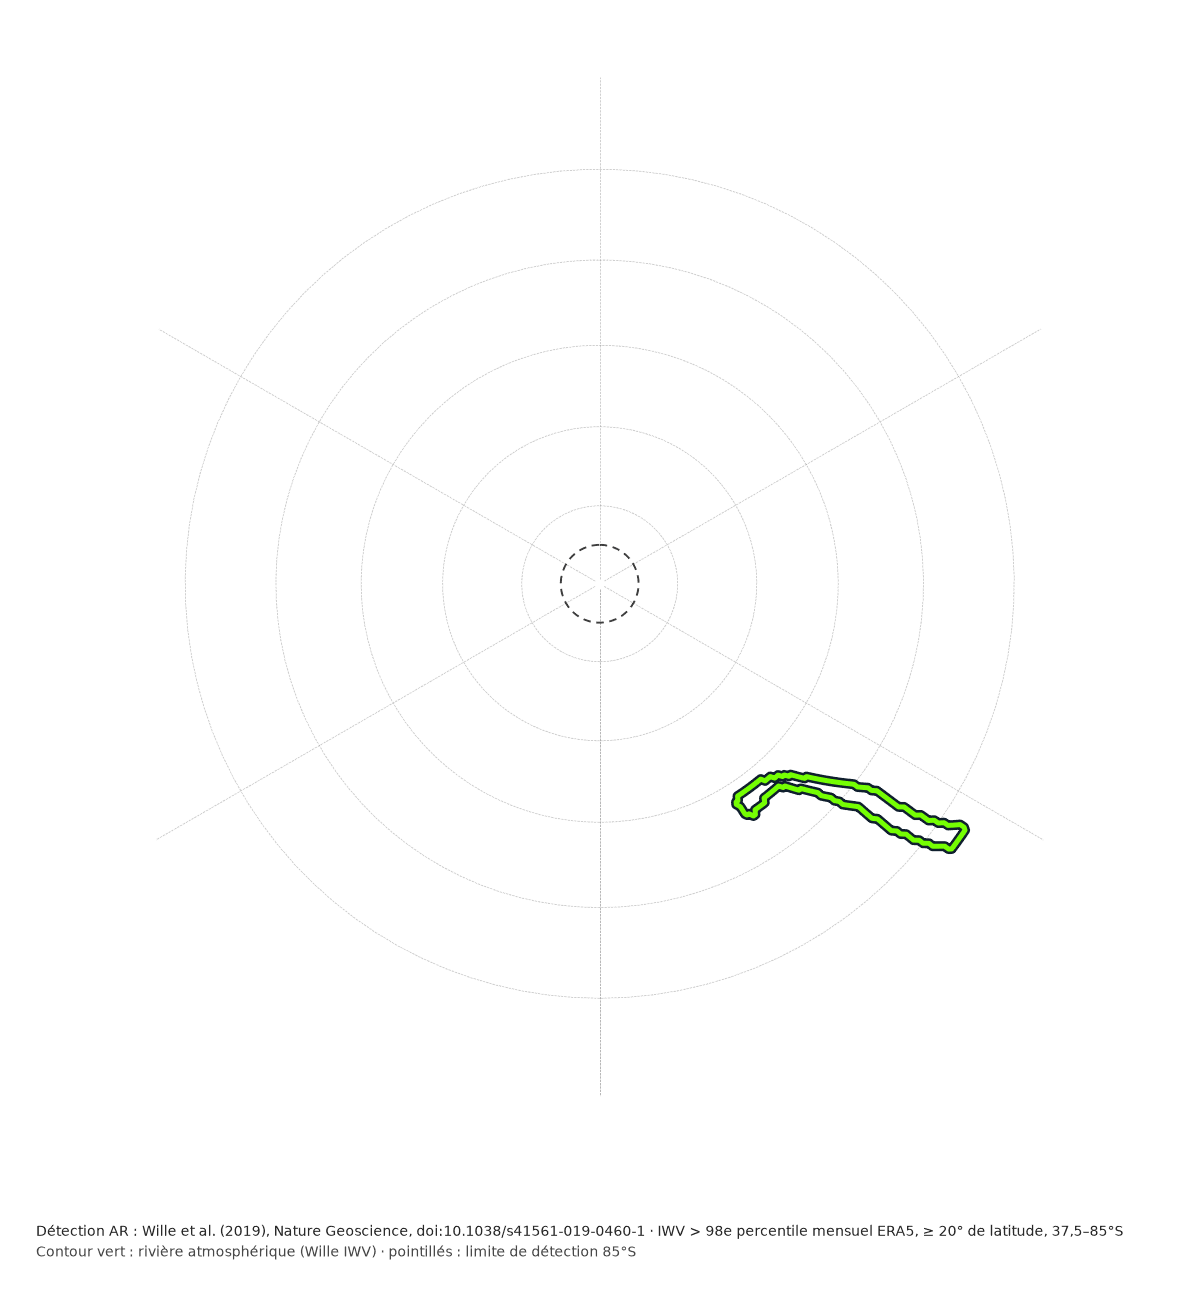 Détection AR : Wille et al. (2019), Nature Geoscience, doi:10.1038/s41561-019-0460-1 · IWV > 98e percentile mensuel ERA5, ≥ 20° de latitude, 37,5–85°S
Contour vert : rivière atmosphérique (Wille IWV) · pointillés : limite de détection 85°S